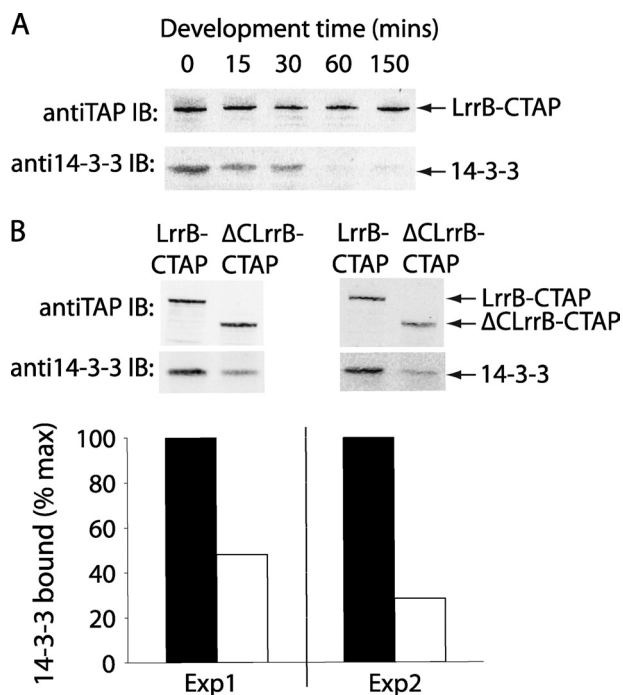 A
Development time (mins)
0 15 30 60 150
antiTAP IB:
LrrB-CTAP
anti14-3-3 IB:
14-3-3
B
LrrB-
CTAP
ΔCLrrB-
CTAP
LrrB-
CTAP
ΔCLrrB-
CTAP
antiTAP IB:
LrrB-CTAP
ΔCLrrB-CTAP
anti14-3-3 IB:
14-3-3
14-3-3 bound (% max)
100
80
60
40
20
0
Exp1
Exp2